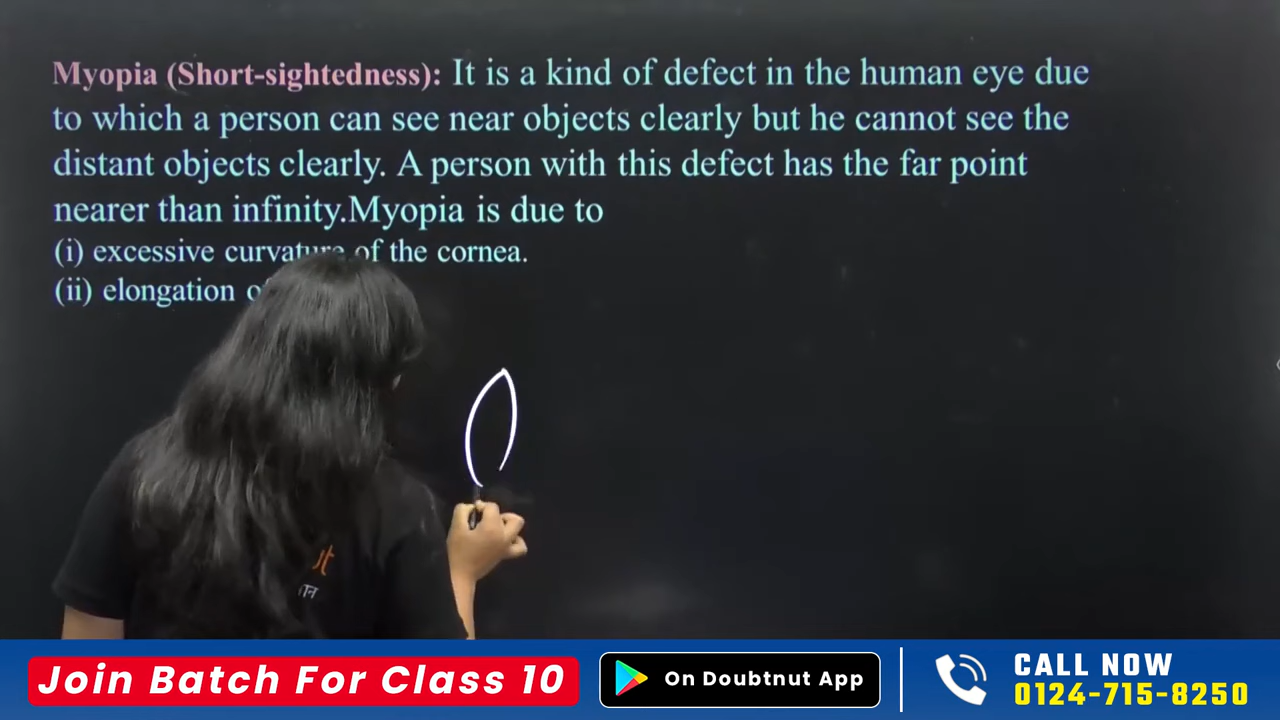 Myopia (Short-sightedness): It is a kind of defect in the human eye due
to which a person can see near objects clearly but he cannot see the
distant objects clearly. A person with this defect has the far point
nearer than infinity.Myopia is due to
(i) excessive curvature of the cornea.
(ii) elongation
Join Batch For Class 10
On Doubtnut App
CALL NOW
0124-715-8250